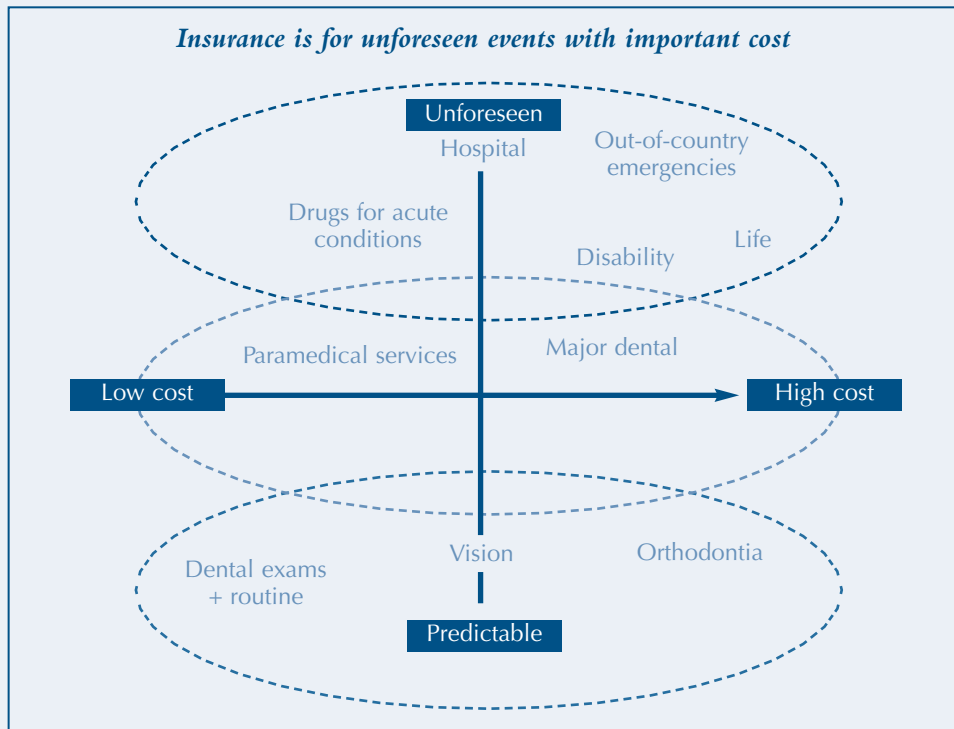 Insurance is for unforeseen events with important cost
Unforeseen
Hospital
Out-of-country
emergencies
Drugs for acute
conditions
Life
Disability
Paramedical services
Major dental
Low cost
High cost
Vision
Orthodontia
Dental exams
+ routine
Predictable